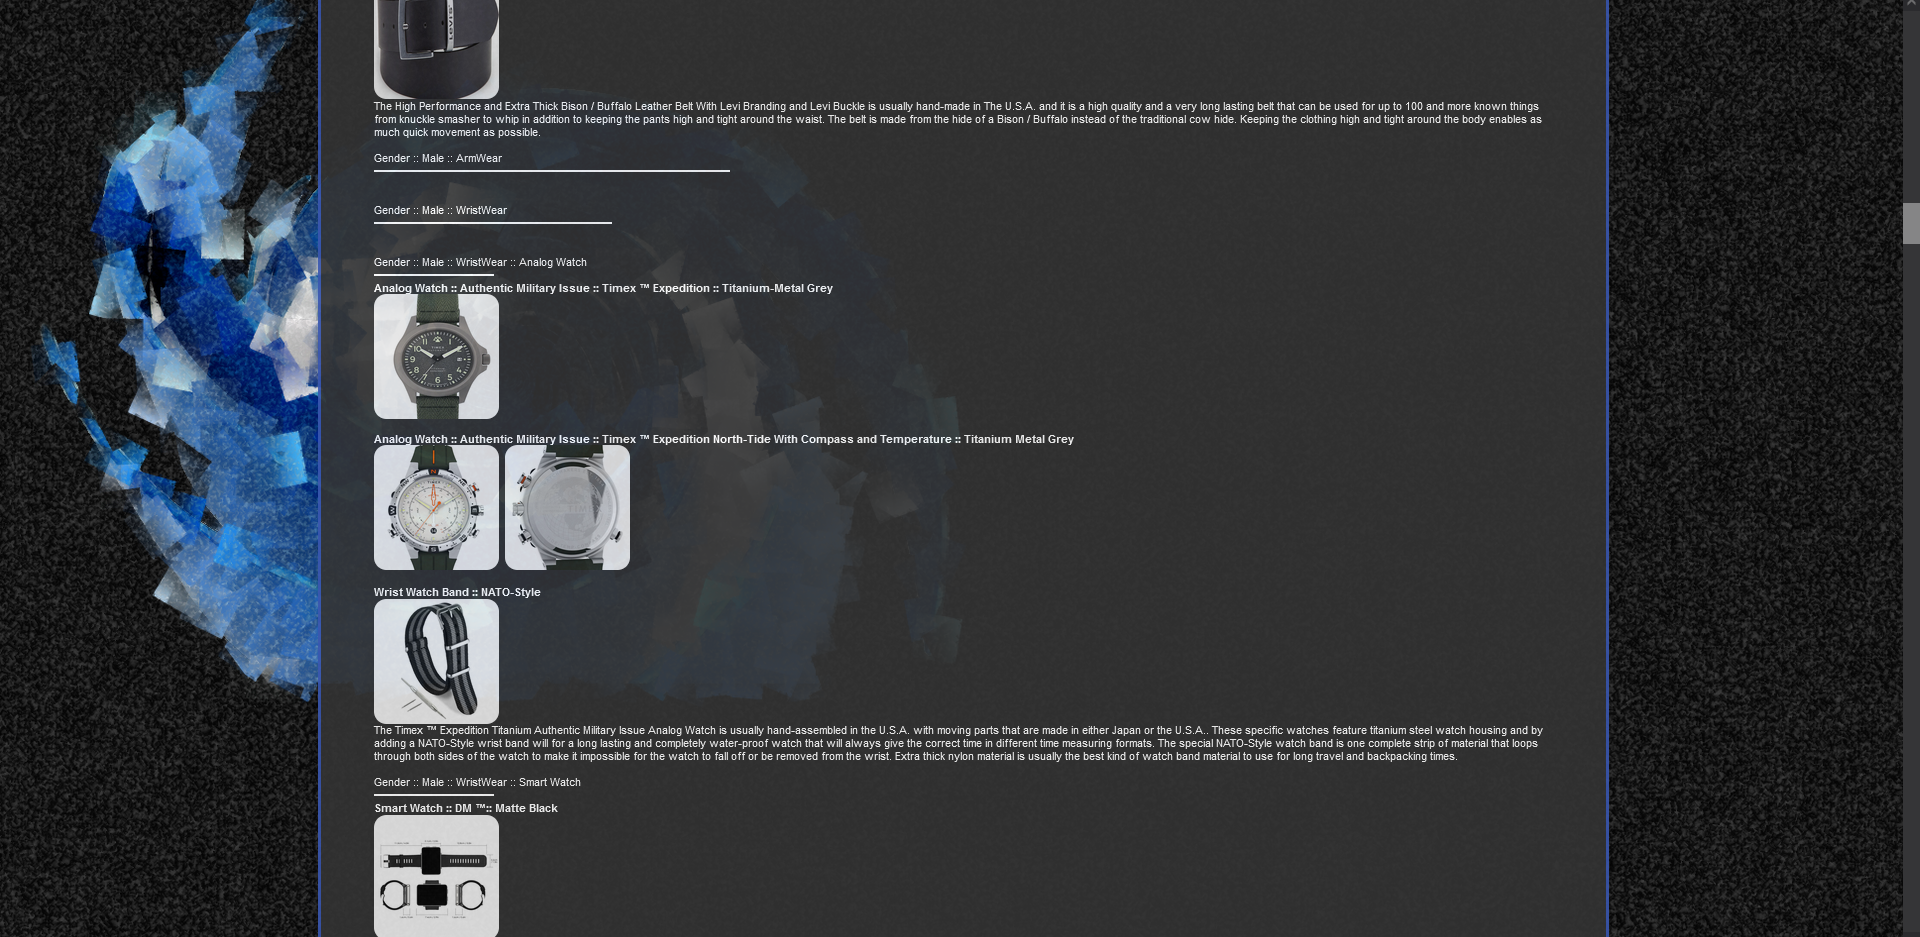 LEVI'S
The High Performance and Extra Thick Bison / Buffalo Leather Belt With Levi Branding and Levi Buckle is usually hand-made in The U.S.A. and it is a high quality and a very long lasting belt that can be used for up to 100 and more known things
from knuckle smasher to whip in addition to keeping the pants high and tight around the waist. The belt is made from the hide of a Bison / Buffalo instead of the traditional cow hide. Keeping the clothing high and tight around the body enables as
much quick movement as possible.
Gender :: Male :: ArmWear
Gender :: Male :: WristWear
Gender :: Male :: WristWear :: Analog Watch
Analog Watch :: Authentic Military Issue :: Timex ™ Expedition :: Titanium-Metal Grey
Analog Watch :: Authentic Military Issue :: Timex ™ Expedition North-Tide With Compass and Temperature :: Titanium Metal Grey
Wrist Watch Band :: NATO-Style
The Timex ™ Expedition Titanium Authentic Military Issue Analog Watch is usually hand-assembled in the U.S.A. with moving parts that are made in either Japan or the U.S.A.. These specific watches feature titanium steel watch housing and by
adding a NATO-Style wrist band will for a long lasting and completely water-proof watch that will always give the correct time in different time measuring formats. The special NATO-Style watch band is one complete strip of material that loops
through both sides of the watch to make it impossible for the watch to fall off or be removed from the wrist. Extra thick nylon material is usually the best kind of watch band material to use for long travel and backpacking times.
Gender :: Male :: WristWear :: Smart Watch
Smart Watch :: DM ™:: Matte Black